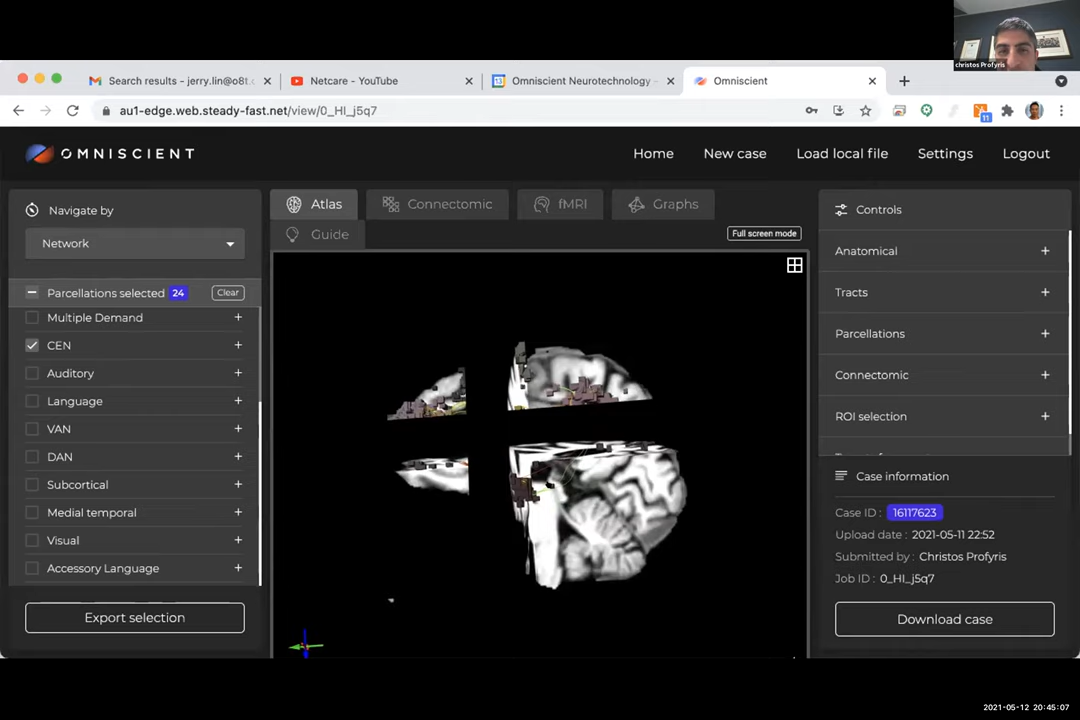 christos Profyris
Search results - jerry.lin@o8t.c
Netcare - YouTube
Omniscient Neurotechnology -
Omniscient
au1-edge.web.steady-fast.net/view/0_HI_j5q7
11
OMNISCIENT
Home
New case
Load local file
Settings
Logout
Navigate by
Network
Parcellations selected 24 Clear
Multiple Demand
CEN
Auditory
Language
VAN
DAN
Subcortical
Medial temporal
Visual
Accessory Language
Export selection
Atlas
Connectomic
fMRI
Graphs
Guide
Full screen mode
Controls
Anatomical
Tracts
Parcellations
Connectomic
ROI selection
Case information
Case ID : 16117623
Upload date : 2021-05-11 22:52
Submitted by : Christos Profyris
Job ID : 0_HI_j5q7
Download case
2021-05-12 20:45:07